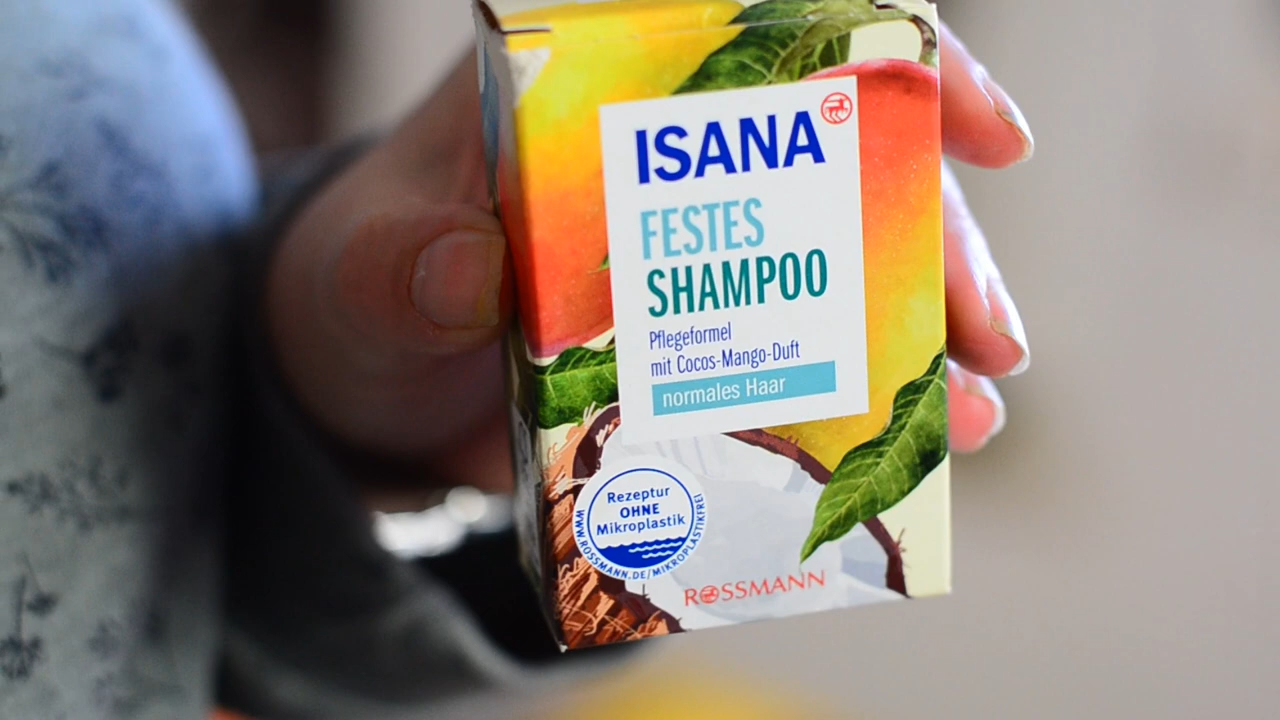 ISANA
FESTES
SHAMPOO
Pflegeformel
mit Cocos-Mango-Duft
normales Haar
Rezeptur
OHNE
Mikroplastik
WWW.ROSSMANN.DE/MIKROPLASTIKFREI
ROSSMANN